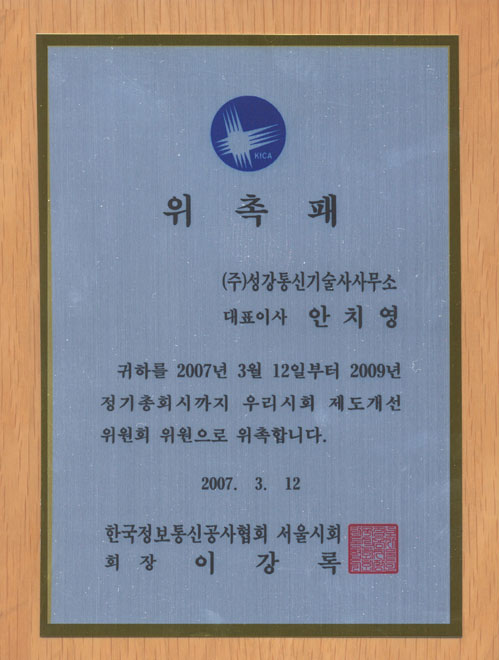 KICA
위 촉 패
(주)성강통신기술사사무소
대표이사 안 치 영
귀하를 2007년 3월 12일부터 2009년
정기총회시까지 우리시회 제도개선
위원회 위원으로 위촉합니다.
2007. 3. 12
한국정보통신공사협회 서울시회
회 장 이 강 록